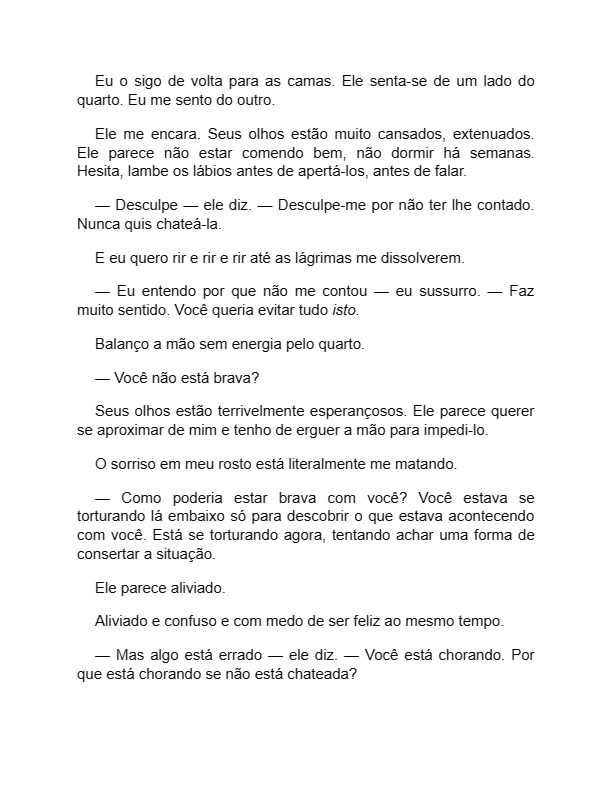 Eu o sigo de volta para as camas. Ele senta-se de um lado do
quarto. Eu me sento do outro.
Ele me encara. Seus olhos estão muito cansados, extenuados.
Ele parece não estar comendo bem, não dormir há semanas.
Hesita, lambe os lábios antes de apertá-los, antes de falar.
— Desculpe — ele diz. — Desculpe-me por não ter lhe contado.
Nunca quis chateá-la.
E eu quero rir e rir e rir até as lágrimas me dissolverem.
— Eu entendo por que não me contou — eu sussurro. — Faz
muito sentido. Você queria evitar tudo isto.
Balanço a mão sem energia pelo quarto.
— Você não está brava?
Seus olhos estão terrivelmente esperançosos. Ele parece querer
se aproximar de mim e tenho de erguer a mão para impedi-lo.
O sorriso em meu rosto está literalmente me matando.
— Como poderia estar brava com você? Você estava se
torturando lá embaixo só para descobrir o que estava acontecendo
com você. Está se torturando agora, tentando achar uma forma de
consertar a situação.
Ele parece aliviado.
Aliviado e confuso e com medo de ser feliz ao mesmo tempo.
— Mas algo está errado — ele diz. — Você está chorando. Por
que está chorando se não está chateada?